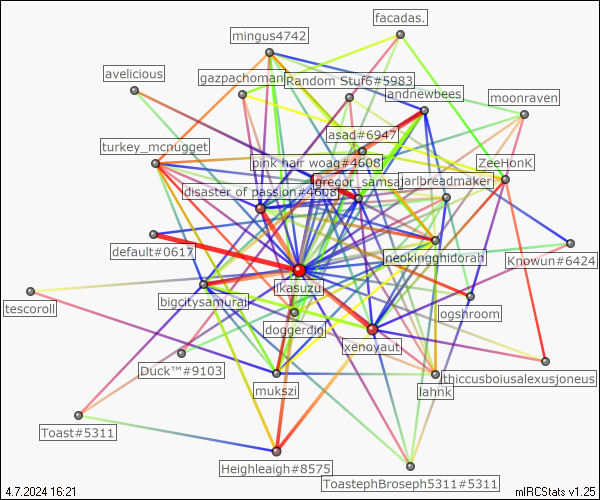 facadas.
mingus4742
avelicious
gazpachoman
Random Stuf6#5983
andnewbees
moonraven
asad#6947
turkey_mcnugget
pink hair woag#4608
ZeeHonK
gregor_samsa
jarlbreadmaker
disaster of passion#4608
default#0617
neokingghidorah
Knowun#6424
ikasuzu
tescoroll
bigcitysamurai
ogshroom
doggerdig
xenoyaut
Duck™#9103
thiccusboiusalexusjoneus
mukszi
lahnk
Toast#5311
Heighleaigh#8575
ToastephBroseph5311#5311
4.7.2024 16:21
mIRCStats v1.25